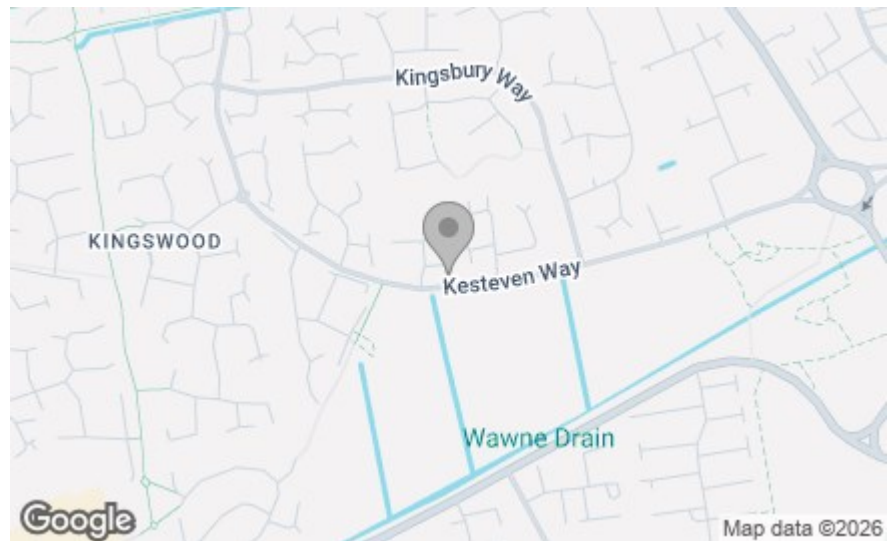 Kingsbury Way
KINGSWOOD
Kesteven Way
Wawne Drain
Google
Map data ©2026